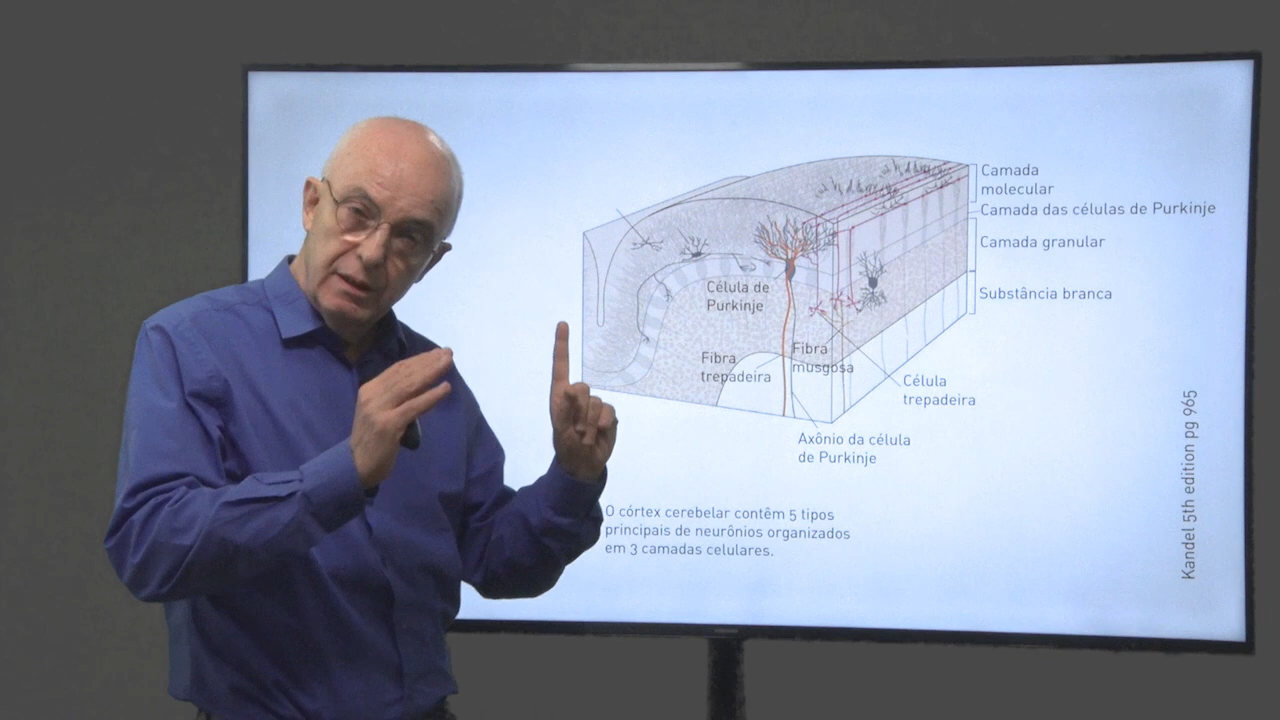 Camada
molecular
Camada das células de Purkinje
Camada granular
Substância branca
Célula de
Purkinje
Fibra
trepadeira
Fibra
musgosa
Célula
trepadeira
Axônio da célula
de Purkinje
O córtex cerebelar contêm 5 tipos
principais de neurônios organizados
em 3 camadas celulares.
Kandel 5th edition pg 965